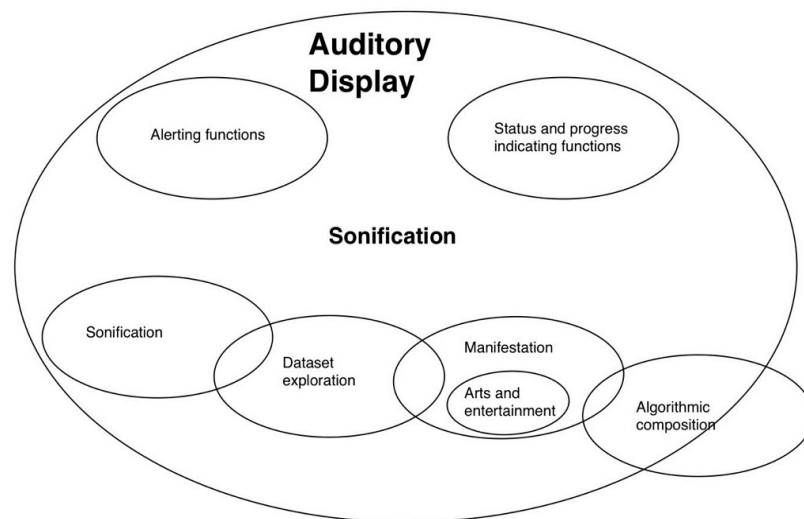 Auditory
Display
Alerting functions
Status and progress
indicating functions
Sonification
Sonification
Dataset
exploration
Manifestation
Arts and
entertainment
Algorithmic
composition